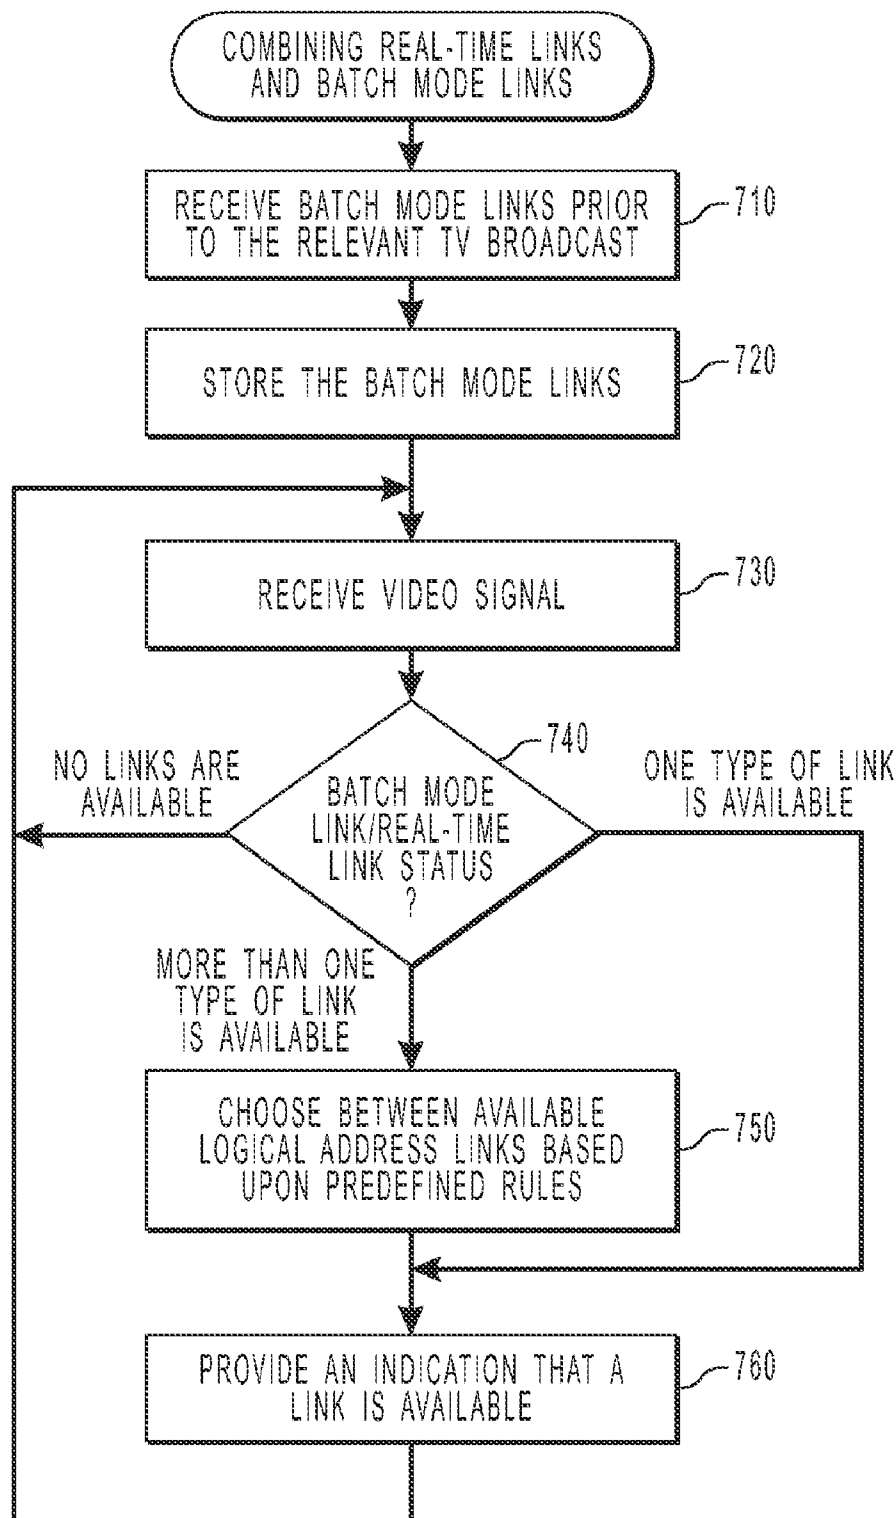 COMBINING REAL-TIME LINKS
AND BATCH MODE LINKS
RECEIVE BATCH MODE LINKS PRIOR
TO THE RELEVANT TV BROADCAST
710
STORE THE BATCH MODE LINKS
720
RECEIVE VIDEO SIGNAL
730
740
NO LINKS ARE
AVAILABLE
BATCH MODE
LINK/REAL-TIME
LINK STATUS
?
ONE TYPE OF LINK
IS AVAILABLE
MORE THAN ONE
TYPE OF LINK
IS AVAILABLE
CHOOSE BETWEEN AVAILABLE
LOGICAL ADDRESS LINKS BASED
UPON PREDEFINED RULES
750
PROVIDE AN INDICATION THAT A
LINK IS AVAILABLE
760